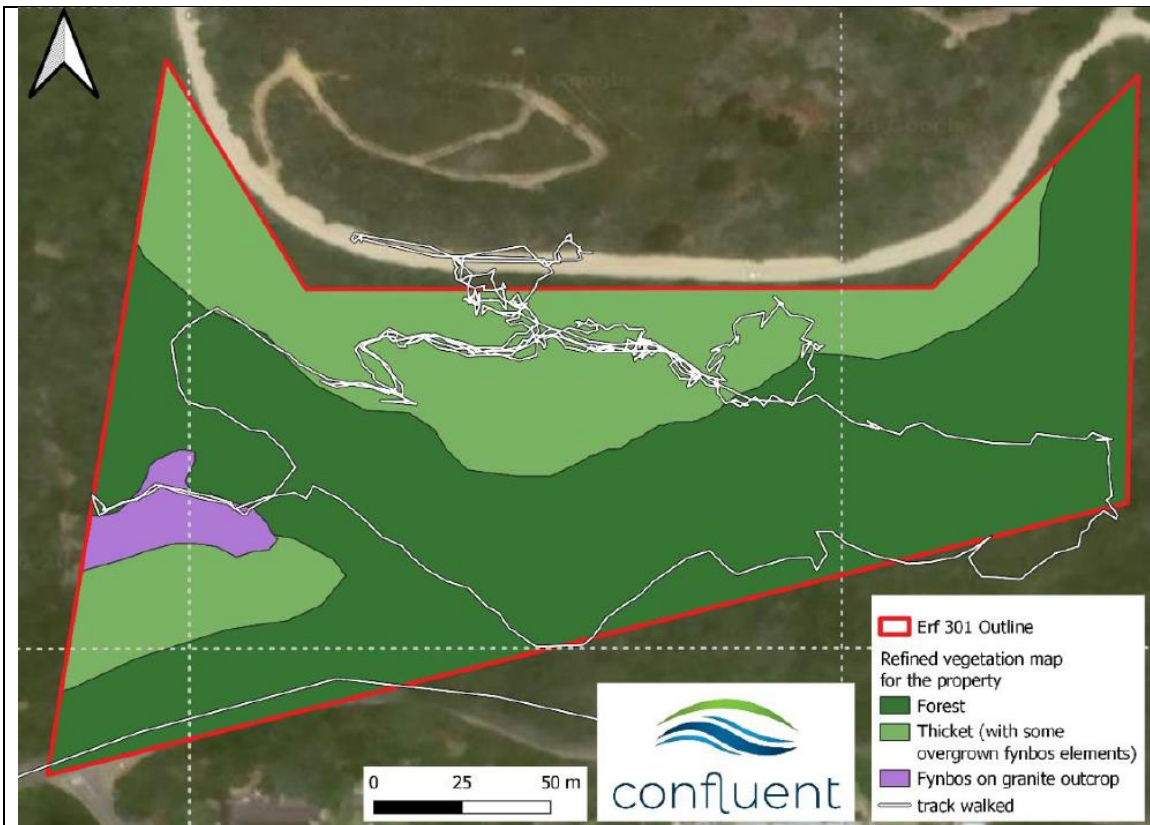 Erf 301 Outline
Refined vegetation map
for the property
Forest
Thicket (with some
overgrown fynbos elements)
Fynbos on granite outcrop
track walked
0 25 50 m
confluent